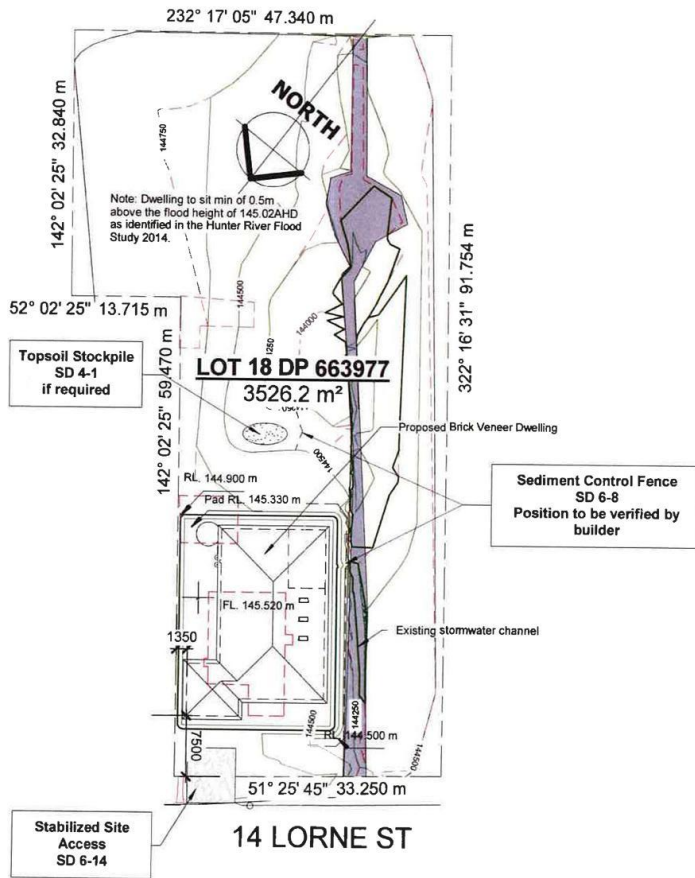 232° 17' 05" 47.340 m
142° 02' 25" 32.840 m
NORTH
144750
Note: Dwelling to sit min of 0.5m
above the flood height of 145.02AHD
as identified in the Hunter River Flood
Study 2014.
322° 16' 31" 91.754 m
52° 02' 25" 13.715 m
144500
1250
144000
Topsoil Stockpile
SD 4-1
if required
142° 02' 25" 59.470 m
LOT 18 DP 663977
3526.2 m²
Proposed Brick Veneer Dwelling
144500
RL. 144.900 m
Pad RL. 145.330 m
Sediment Control Fence
SD 6-8
Position to be verified by
builder
FL. 145.520 m
Existing stormwater channel
1350
7500
144500
144250
RL. 144.500 m
144500
51° 25' 45" 33.250 m
Stabilized Site
Access
SD 6-14
14 LORNE ST